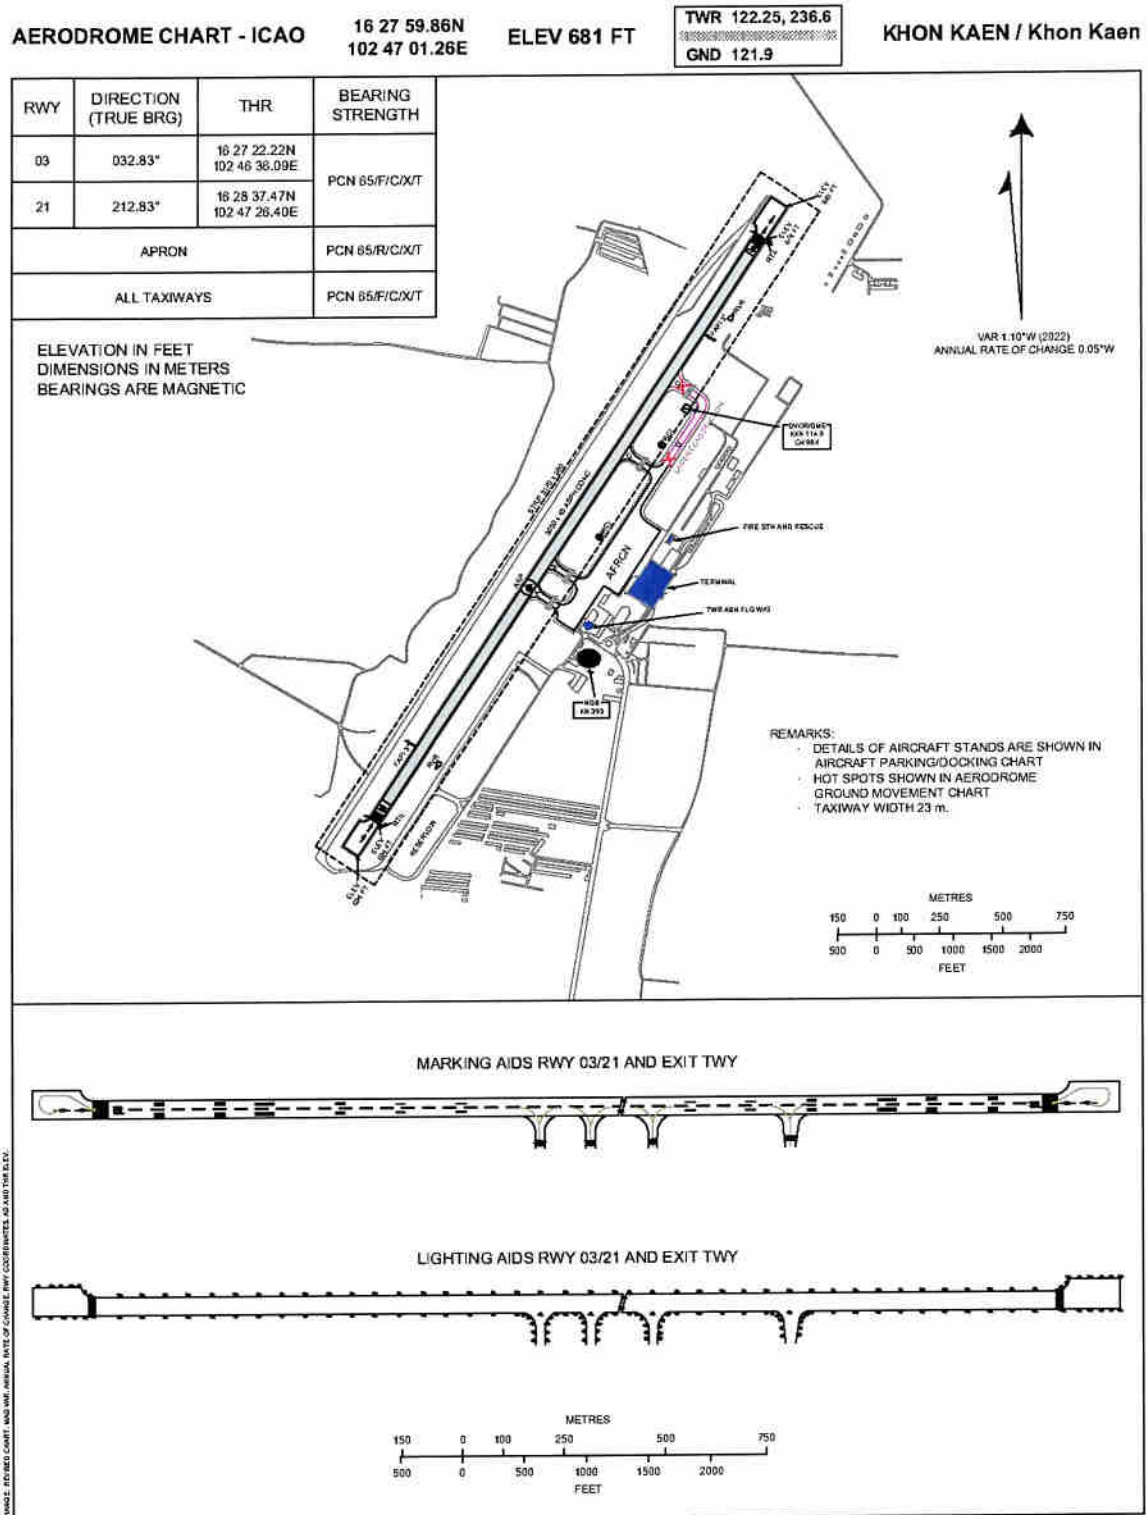 AERODROME CHART - ICAO
16 27 59.86N
102 47 01.26E
ELEV 681 FT
TWR 122.25, 236.6
GND 121.9
KHON KAEN / Khon Kaen
RWY
DIRECTION
(TRUE BRG)
THR
BEARING
STRENGTH
03
032.83°
16 27 22.22N
102 46 36.09E
PCN 65/F/C/X/T
21
212.83°
16 28 37.47N
102 47 26.40E
APRON
PCN 65/R/C/X/T
ALL TAXIWAYS
PCN 65/F/C/X/T
ELEVATION IN FEET
DIMENSIONS IN METERS
BEARINGS ARE MAGNETIC
VAR 1.10°W (2022)
ANNUAL RATE OF CHANGE 0.05°W
FIRE STN AND RESCUE
TERMINAL
REMARKS:
· DETAILS OF AIRCRAFT STANDS ARE SHOWN IN
AIRCRAFT PARKING/DOCKING CHART
· HOT SPOTS SHOWN IN AERODROME
GROUND MOVEMENT CHART
· TAXIWAY WIDTH 23 m.
METRES
150 0 100 250 500 750
500 0 500 1000 1500 2000
FEET
MARKING AIDS RWY 03/21 AND EXIT TWY
LIGHTING AIDS RWY 03/21 AND EXIT TWY
METRES
150 0 100 250 500 750
500 0 500 1000 1500 2000
FEET